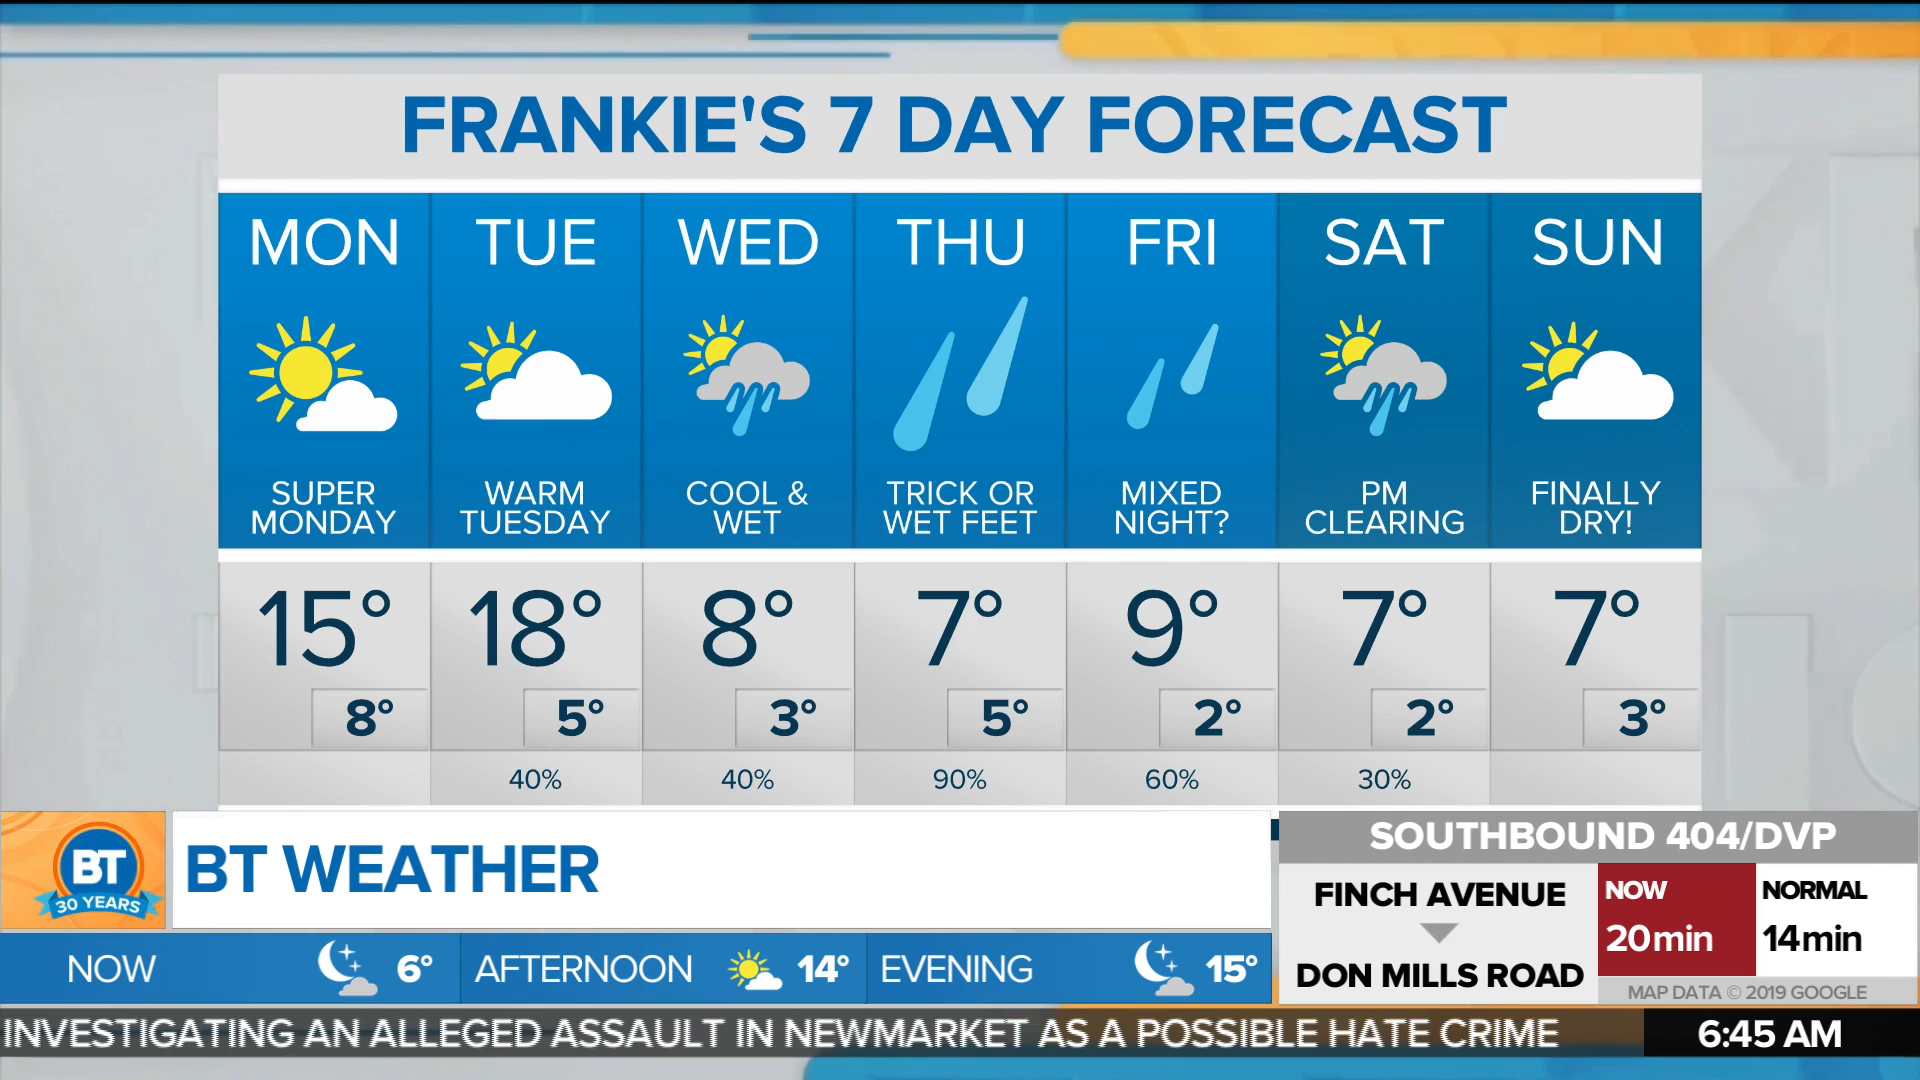 FRANKIE'S 7 DAY FORECAST
MON TUE WED THU FRI SAT SUN
SUPER MONDAY
WARM TUESDAY
COOL & WET
TRICK OR WET FEET
MIXED NIGHT?
PM CLEARING
FINALLY DRY!
15° 18° 8° 7° 9° 7° 7°
8° 5° 3° 5° 2° 2° 3°
40% 40% 90% 60% 30%
BT
30 YEARS
BT WEATHER
NOW 6° AFTERNOON 14° EVENING 15°
SOUTHBOUND 404/DVP
FINCH AVENUE
DON MILLS ROAD
NOW
20 min
NORMAL
14 min
MAP DATA © 2019 GOOGLE
INVESTIGATING AN ALLEGED ASSAULT IN NEWMARKET AS A POSSIBLE HATE CRIME
6:45 AM